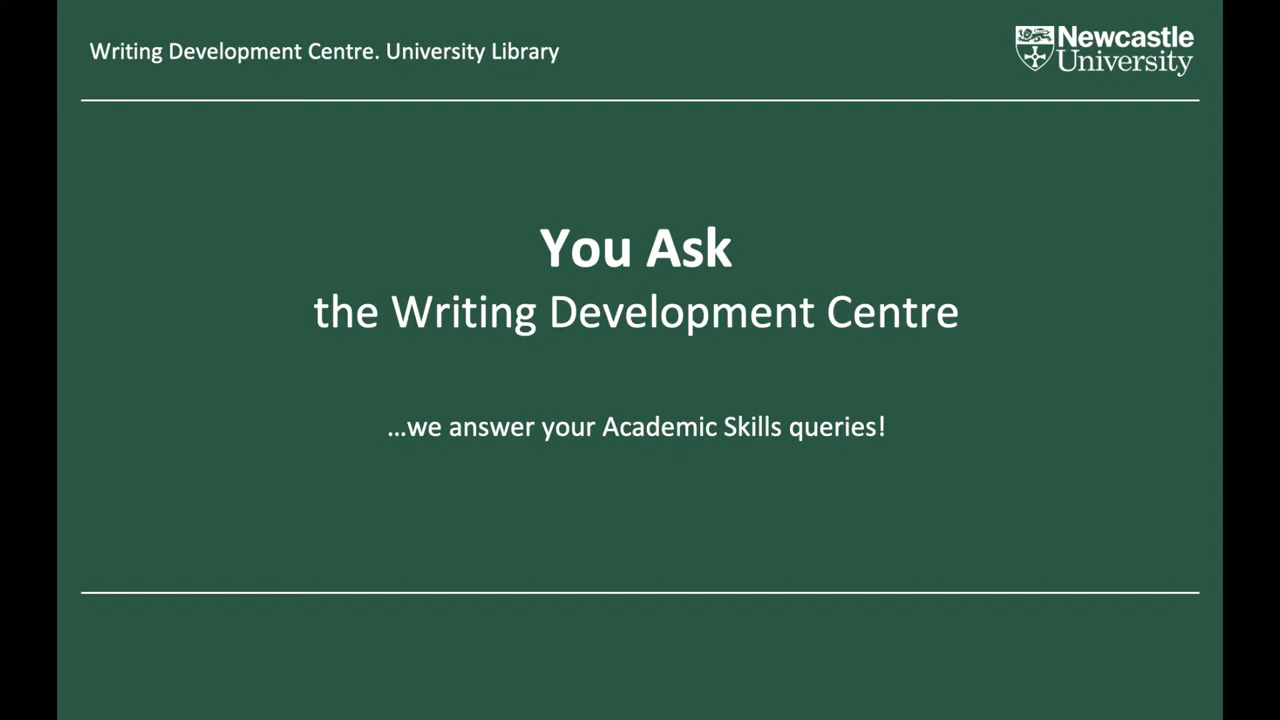 Writing Development Centre. University Library
Newcastle
University
You Ask
the Writing Development Centre
...we answer your Academic Skills queries!